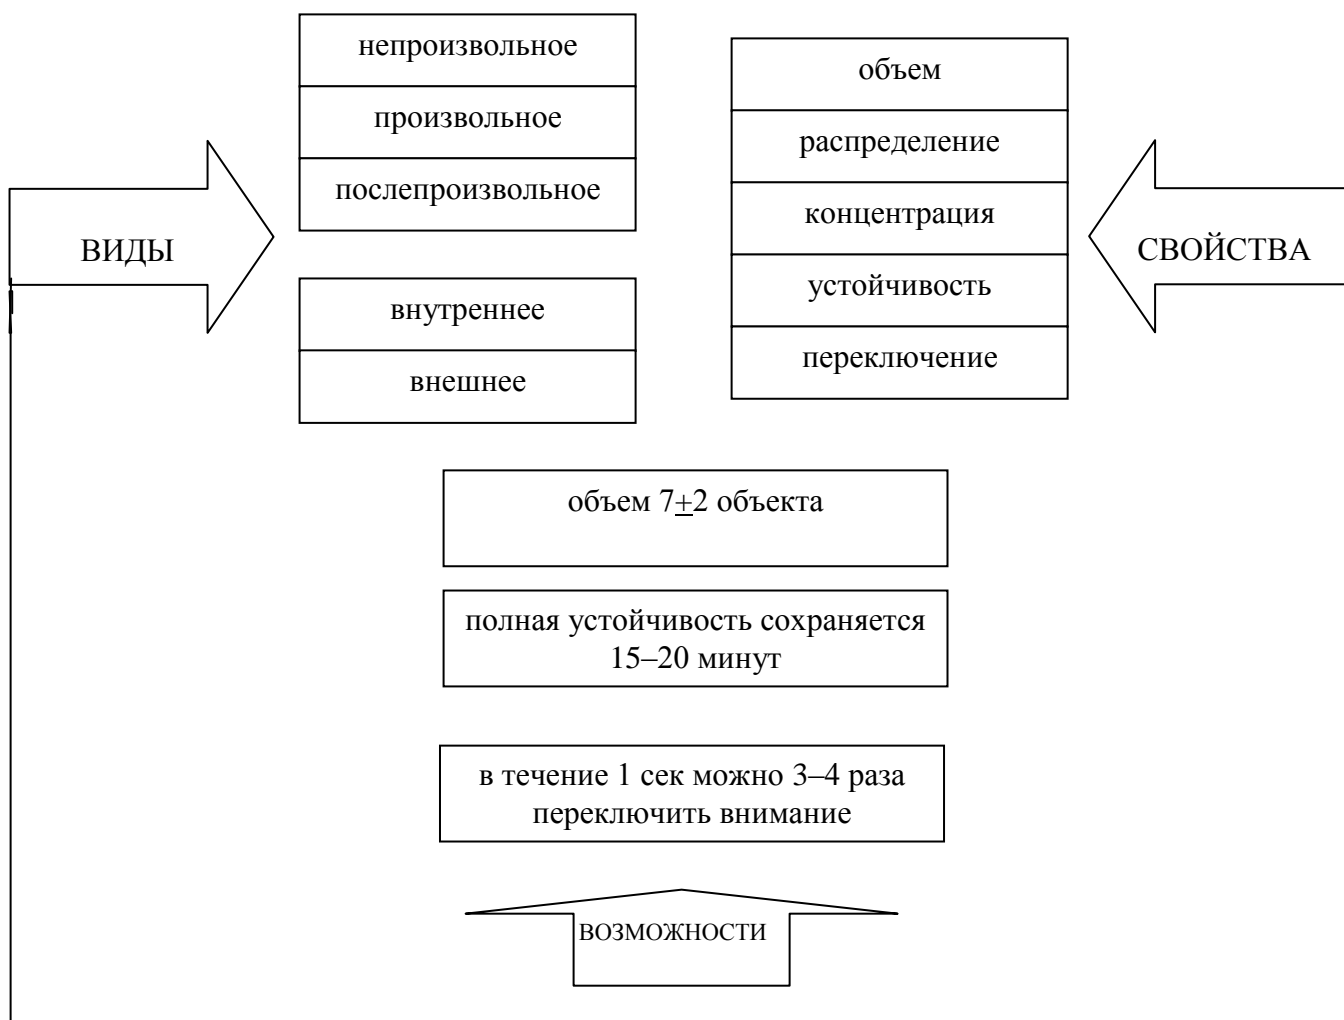 непроизвольное
произвольное
послепроизвольное
ВИДЫ
внутреннее
внешнее
объем
распределение
концентрация
устойчивость
переключение
СВОЙСТВА
объем 7+2 объекта
полная устойчивость сохраняется
15–20 минут
в течение 1 сек можно 3–4 раза
переключить внимание
ВОЗМОЖНОСТИ